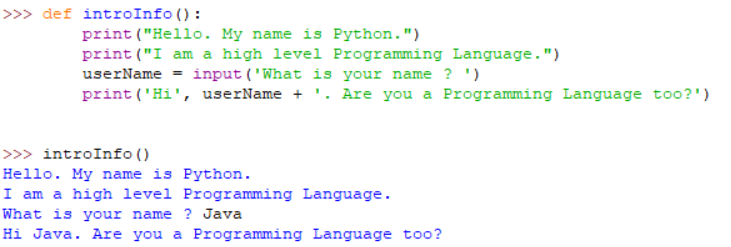 >>> def introInfo():
        print("Hello. My name is Python.")
        print("I am a high level Programming Language.")
        userName = input('What is your name ? ')
        print('Hi', userName + '. Are you a Programming Language too?')
>>> introInfo()
Hello. My name is Python.
I am a high level Programming Language.
What is your name ? Java
Hi Java. Are you a Programming Language too?